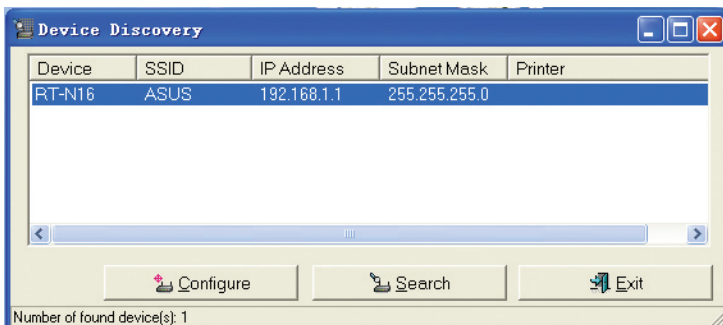 Device Discovery
Device SSID IP Address Subnet Mask Printer
RT-N16 ASUS 192.168.1.1 255.255.255.0
Configure Search Exit
Number of found device(s): 1